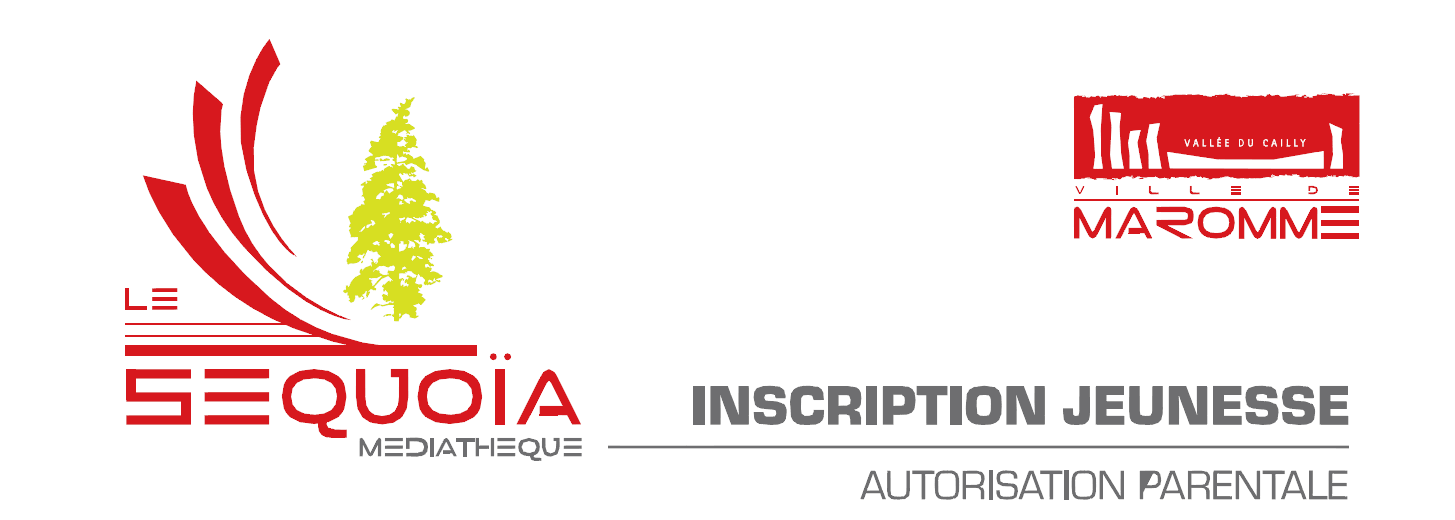 LE
SEQUOÏA
MEDIATHEQUE
VALLÉE DU CAILLY
VILLE DE
MAROMME
INSCRIPTION JEUNESSE
AUTORISATION PARENTALE